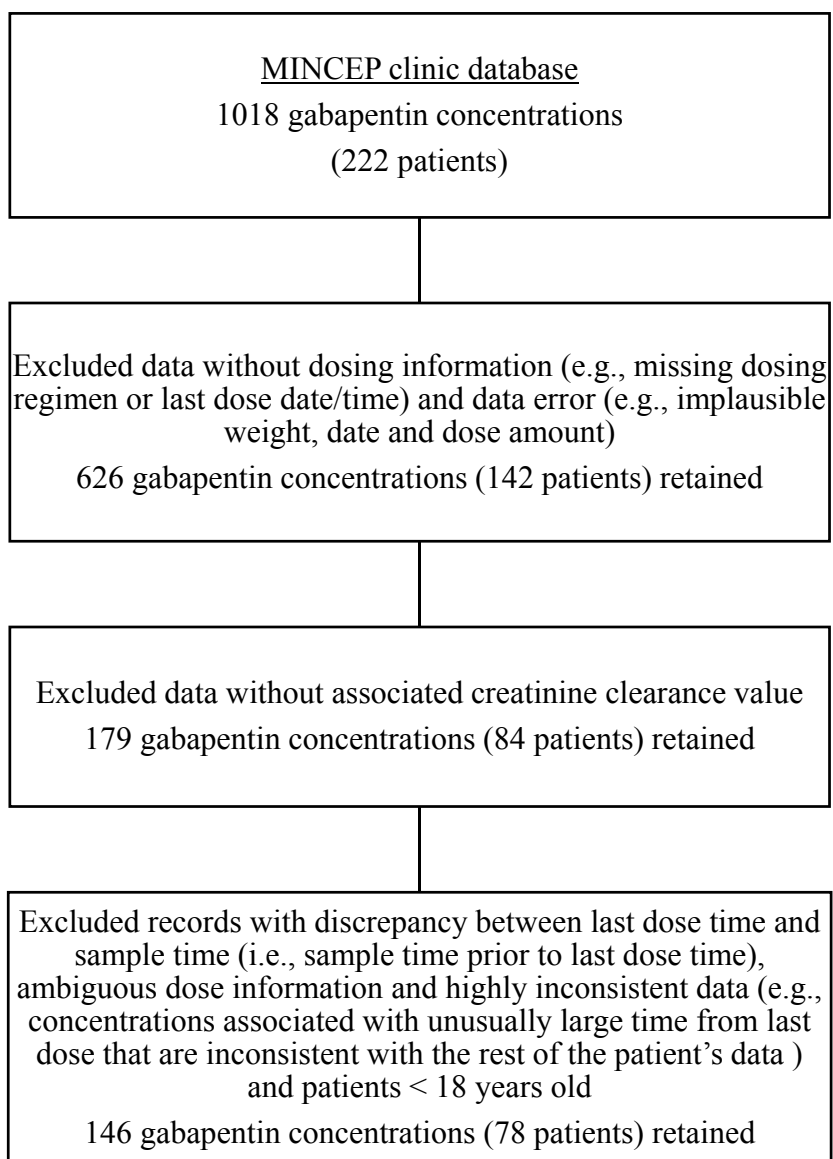 MINCEP clinic database
1018 gabapentin concentrations
(222 patients)
Excluded data without dosing information (e.g., missing dosing
regimen or last dose date/time) and data error (e.g., implausible
weight, date and dose amount)
626 gabapentin concentrations (142 patients) retained
Excluded data without associated creatinine clearance value
179 gabapentin concentrations (84 patients) retained
Excluded records with discrepancy between last dose time and
sample time (i.e., sample time prior to last dose time),
ambiguous dose information and highly inconsistent data (e.g.,
concentrations associated with unusually large time from last
dose that are inconsistent with the rest of the patient’s data )
and patients < 18 years old
146 gabapentin concentrations (78 patients) retained